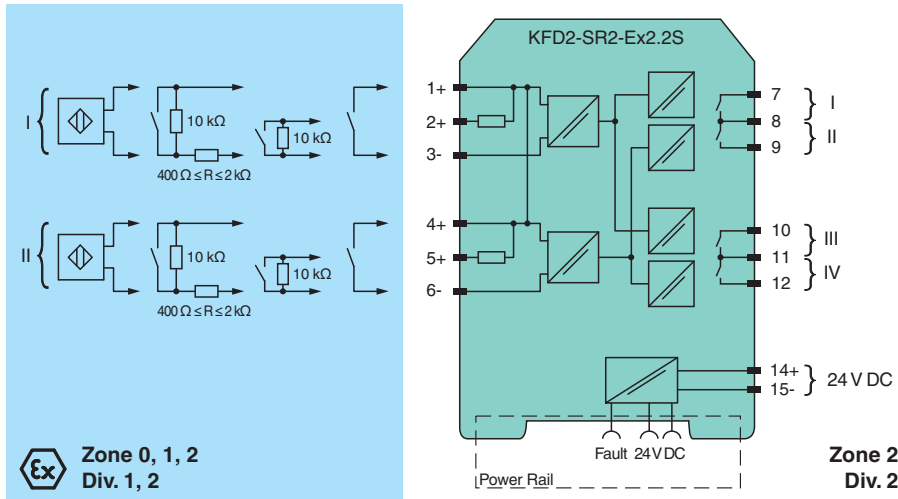 KFD2-SR2-Ex2.2S
I
10 kΩ
10 kΩ
400 Ω ≤ R ≤ 2 kΩ
II
10 kΩ
10 kΩ
400 Ω ≤ R ≤ 2 kΩ
1+
2+
3-
4+
5+
6-
7
8
9
I
II
10
11
12
III
IV
14+
15-
24 V DC
Fault 24 V DC
Power Rail
Ex
Zone 0, 1, 2
Div. 1, 2
Zone 2
Div. 2